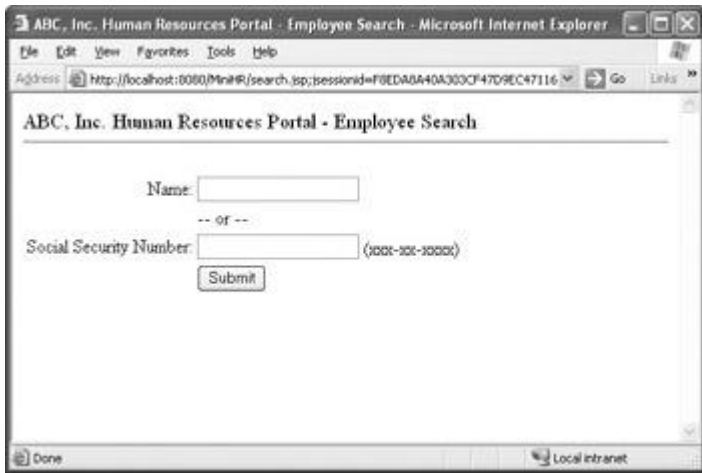 ABC, Inc. Human Resources Portal - Employee Search - Microsoft Internet Explorer
File Edit View Favorites Tools Help
Address http://localhost:8080/MiniHR/search.jsp;jsessionid=F8EDA8A40A303CF47D9EC47116 Go Links »
ABC, Inc. Human Resources Portal - Employee Search
Name:
-- or --
Social Security Number: (xxx-xx-xxxx)
Submit
Done Local intranet